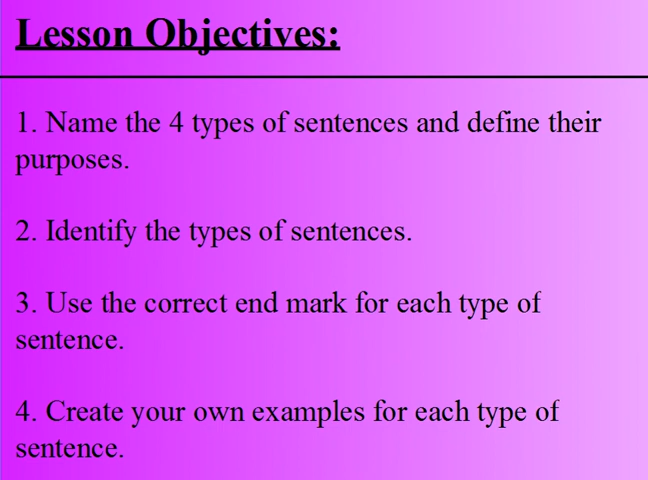 Lesson Objectives:
1. Name the 4 types of sentences and define their
purposes.
2. Identify the types of sentences.
3. Use the correct end mark for each type of
sentence.
4. Create your own examples for each type of
sentence.